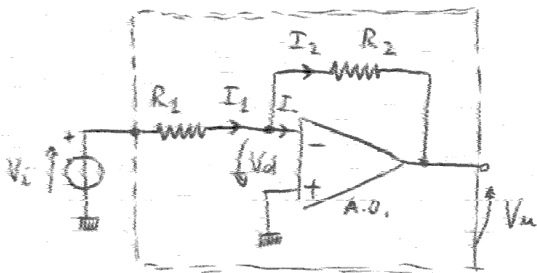 I₂ R₂
R₁ I₁ I₋
+
Vi Vd -
+
A.O. Vu